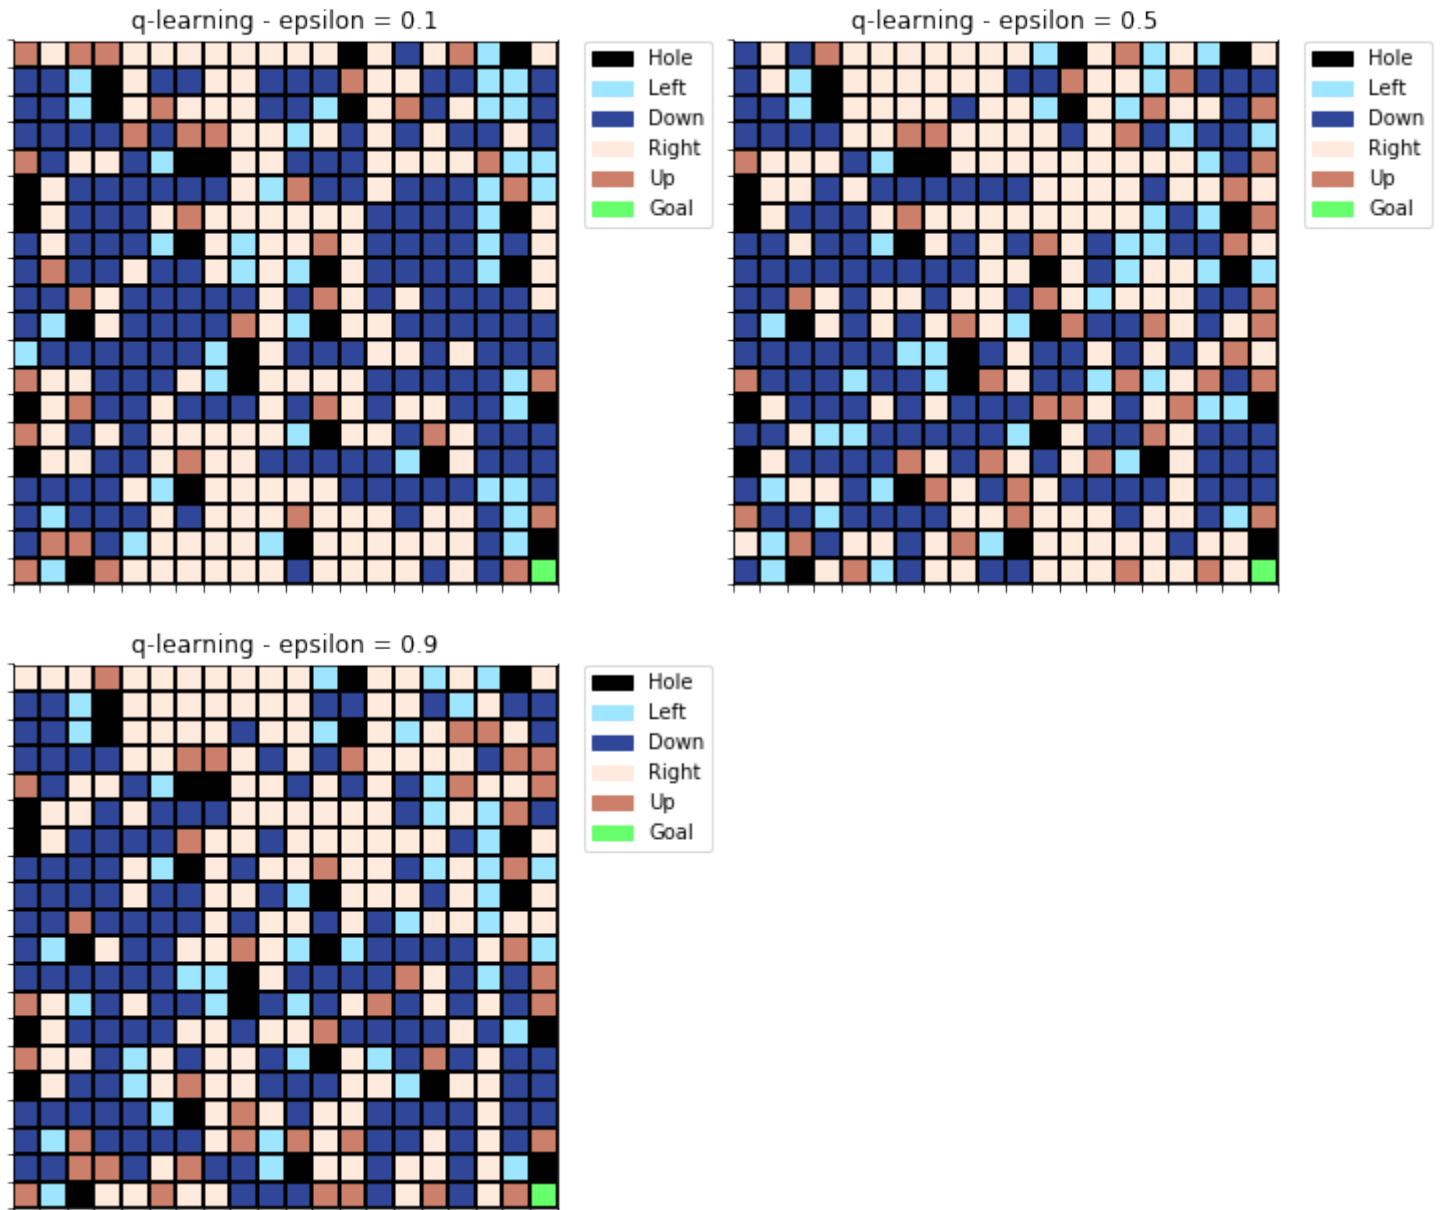 q-learning - epsilon = 0.1
Hole
Left
Down
Right
Up
Goal
q-learning - epsilon = 0.5
Hole
Left
Down
Right
Up
Goal
q-learning - epsilon = 0.9
Hole
Left
Down
Right
Up
Goal